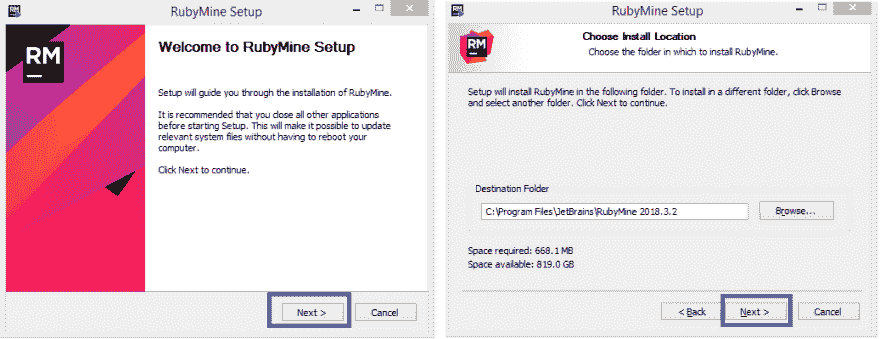 RubyMine Setup
RM
Welcome to RubyMine Setup
Setup will guide you through the installation of RubyMine.
It is recommended that you close all other applications
before starting Setup. This will make it possible to update
relevant system files without having to reboot your
computer.
Click Next to continue.
Next >
Cancel
RubyMine Setup
RM
Choose Install Location
Choose the folder in which to install RubyMine.
Setup will install RubyMine in the following folder. To install in a different folder, click Browse
and select another folder. Click Next to continue.
Destination Folder
C:\Program Files\JetBrains\RubyMine 2018.3.2
Browse...
Space required: 668.1 MB
Space available: 819.0 GB
< Back
Next >
Cancel